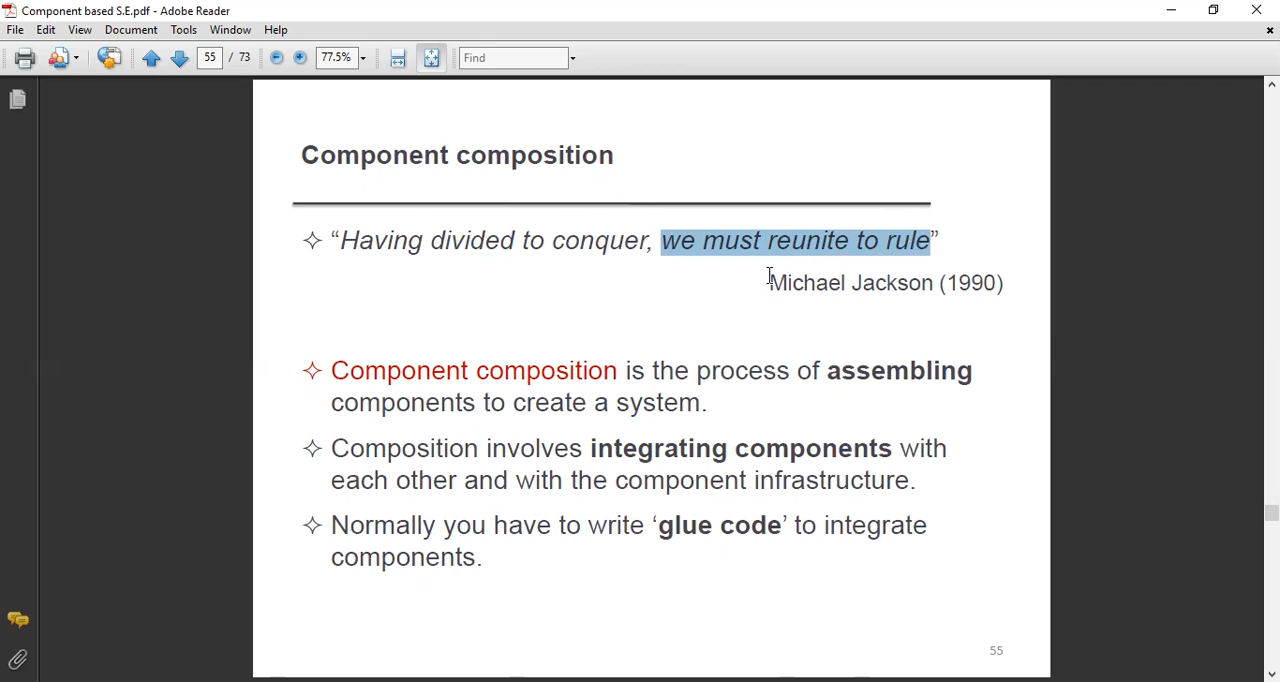 Component based S.E.pdf - Adobe Reader
File Edit View Document Tools Window Help
55 / 73 77.5% Find
Component composition
“Having divided to conquer, we must reunite to rule”
Michael Jackson (1990)
Component composition is the process of assembling
components to create a system.
Composition involves integrating components with
each other and with the component infrastructure.
Normally you have to write ‘glue code’ to integrate
components.
55